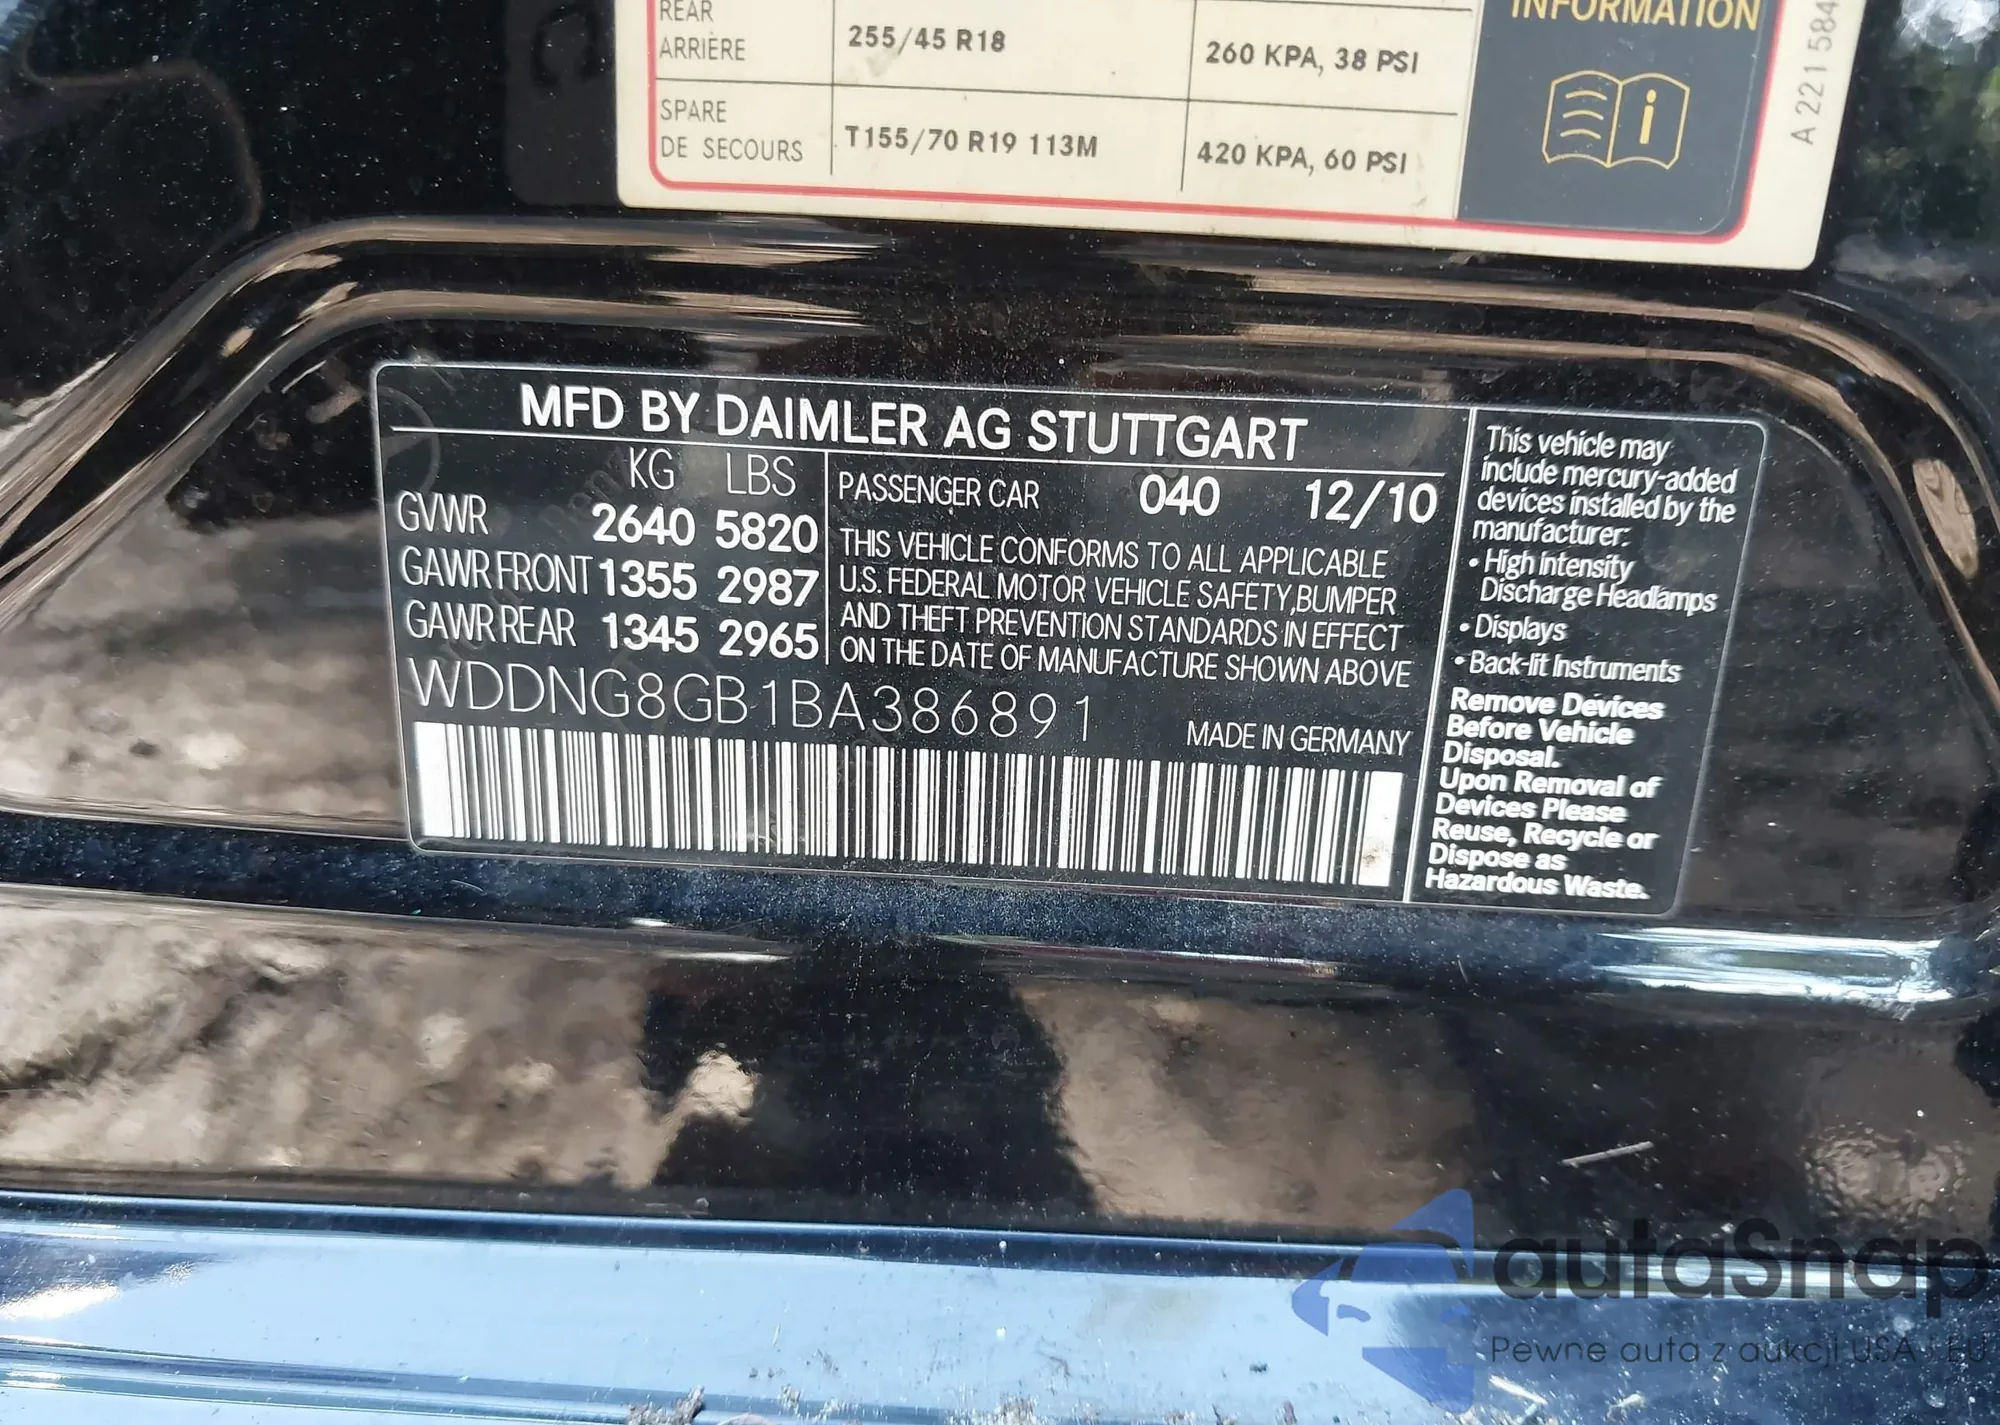 INFORMATION
REAR
ARRIÈRE
255/45 R18
260 KPA, 38 PSI
SPARE
DE SECOURS
T155/70 R19 113M
420 KPA, 60 PSI
A 221 584
MFD BY DAIMLER AG STUTTGART
KG LBS
GVWR 2640 5820
GAWR FRONT 1355 2987
GAWR REAR 1345 2965
PASSENGER CAR 040 12/10
THIS VEHICLE CONFORMS TO ALL APPLICABLE
U.S. FEDERAL MOTOR VEHICLE SAFETY,BUMPER
AND THEFT PREVENTION STANDARDS IN EFFECT
ON THE DATE OF MANUFACTURE SHOWN ABOVE
WDDNG8GB1BA386891
MADE IN GERMANY
This vehicle may
include mercury-added
devices installed by the
manufacturer:
• High intensity
Discharge Headlamps
• Displays
• Back-lit Instruments
Remove Devices
Before Vehicle
Disposal.
Upon Removal of
Devices Please
Reuse, Recycle or
Dispose as
Hazardous Waste.
autaSnap
Pewne auta z aukcji USA i EU